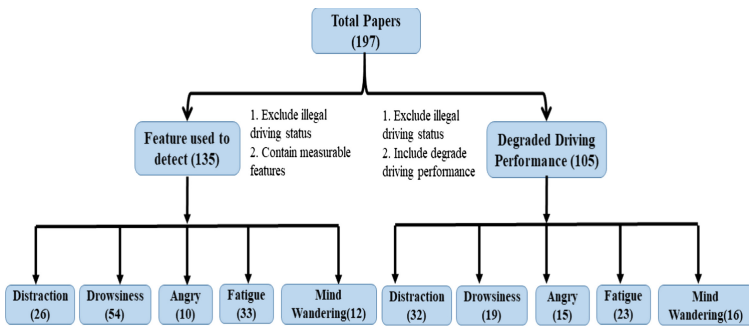 Total Papers
(197)
1. Exclude illegal
driving status
2. Contain measurable
features
1. Exclude illegal
driving status
2. Include degrade
driving performance
Feature used to
detect (135)
Degraded Driving
Performance (105)
Distraction
(26)
Drowsiness
(54)
Angry
(10)
Fatigue
(33)
Mind
Wandering(12)
Distraction
(32)
Drowsiness
(19)
Angry
(15)
Fatigue
(23)
Mind
Wandering(16)